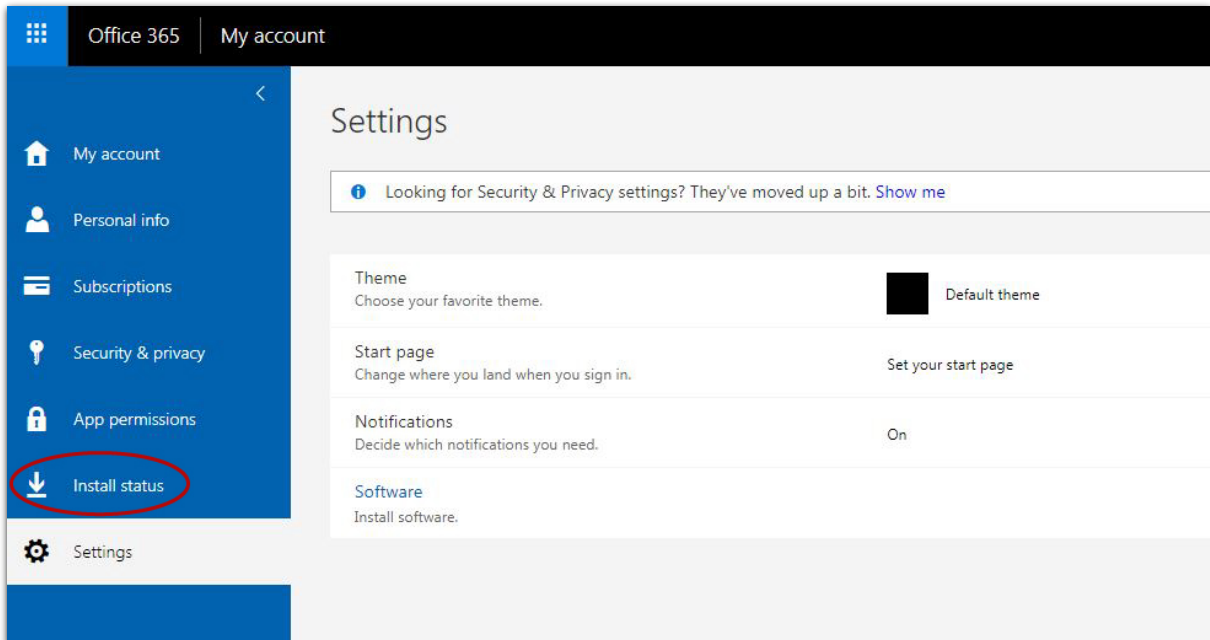 Office 365 My account
My account
Personal info
Subscriptions
Security & privacy
App permissions
Install status
Settings
Settings
Looking for Security & Privacy settings? They've moved up a bit. Show me
Theme
Choose your favorite theme.
Default theme
Start page
Change where you land when you sign in.
Set your start page
Notifications
Decide which notifications you need.
On
Software
Install software.